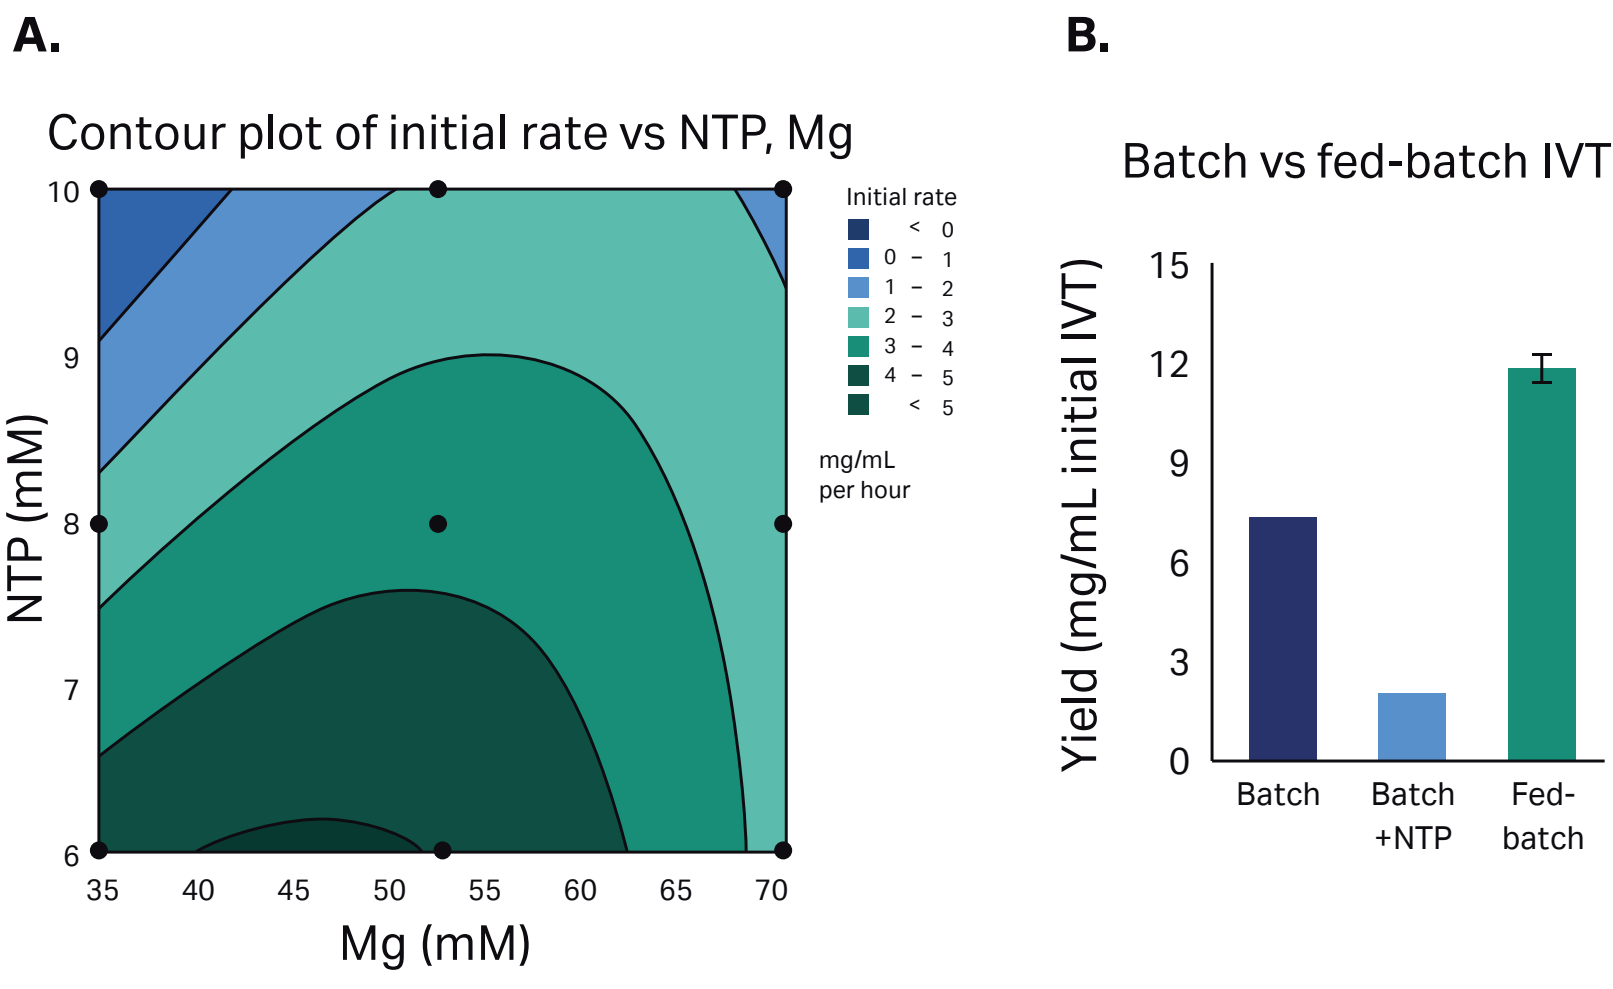 A.
Contour plot of initial rate vs NTP, Mg
10
9
8
7
6
NTP (mM)
35 40 45 50 55 60 65 70
Mg (mM)
Initial rate
< 0
0 – 1
1 – 2
2 – 3
3 – 4
4 – 5
< 5
mg/mL
per hour
B.
Batch vs fed-batch IVT
Yield (mg/mL initial IVT)
15
12
9
6
3
0
Batch
Batch
+NTP
Fed-
batch